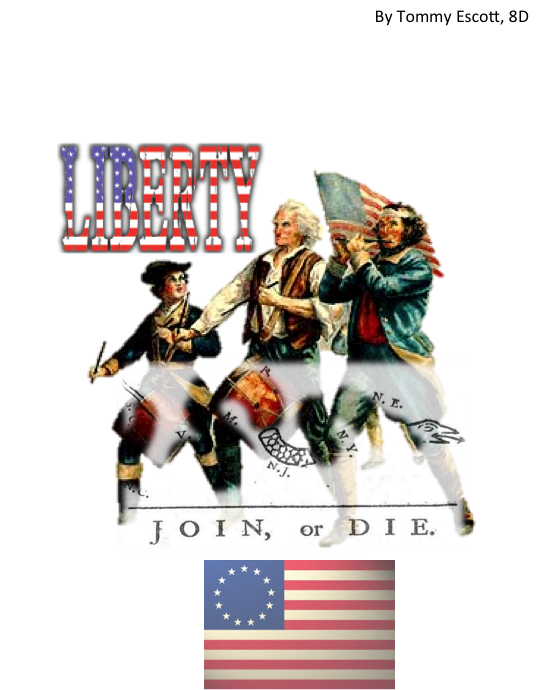 By Tommy Escott, 8D
LIBERTY
R.
N. E.
S. C.
M.
V.
N. Y.
N.J.
N.C.
JOIN, or DIE.